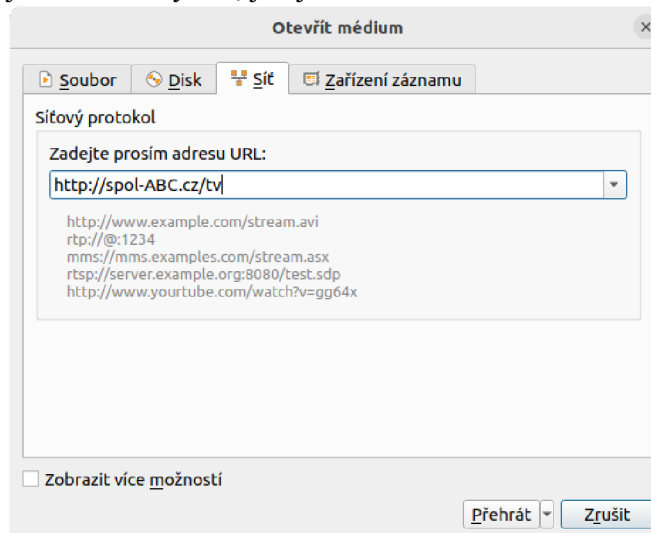 Otevřít médium
Soubor Disk Síť Zařízení záznamu
Síťový protokol
Zadejte prosím adresu URL:
http://spol-ABC.cz/tv
http://www.example.com/stream.avi
rtp://@:1234
mms://mms.examples.com/stream.asx
rtsp://server.example.org:8080/test.sdp
http://www.yourtube.com/watch?v=gg64x
Zobrazit více možností
Přehrát Zrušit